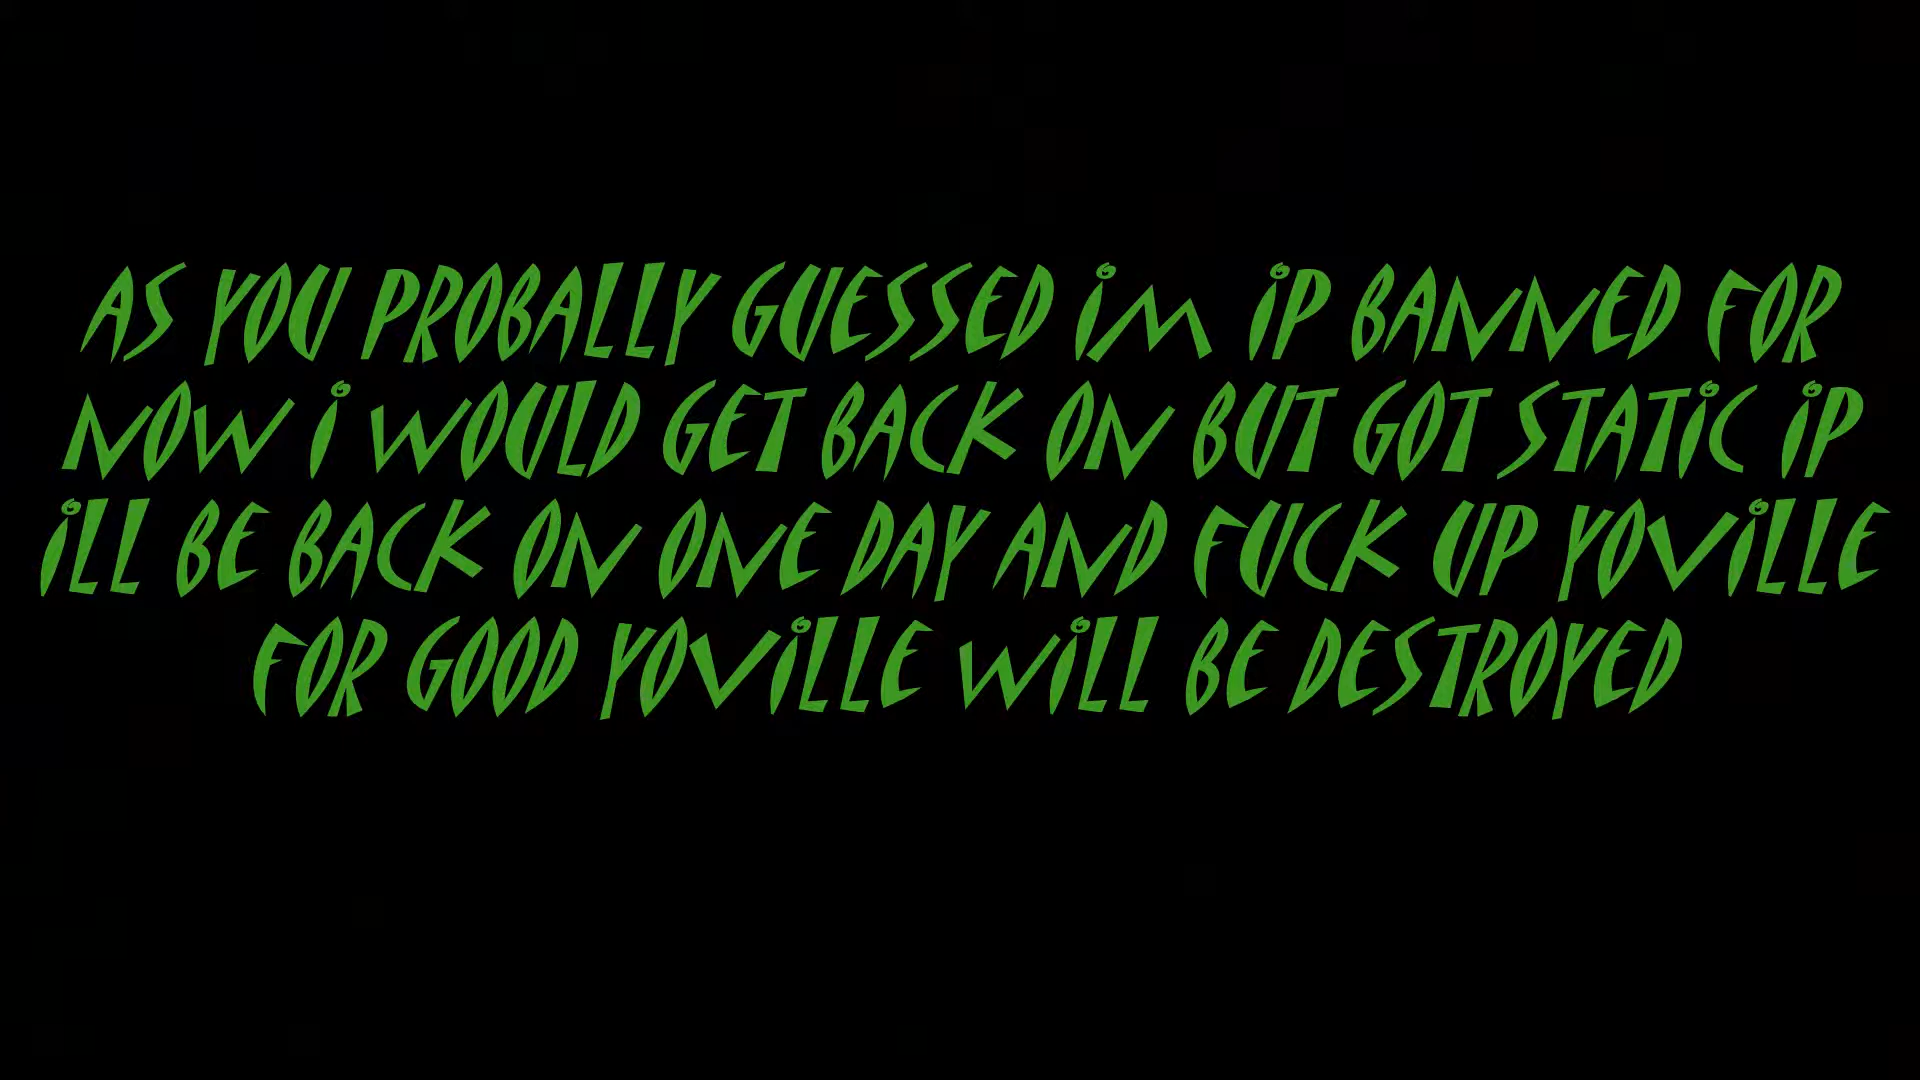 AS YOU PROBALLY GUESSED iM iP BANNED FOR
NOW i WOULD GET BACK ON BUT GOT STATiC iP
iLL BE BACK ON ONE DAY AND FUCK UP YOViLLE
FOR GOOD YOViLLE WiLL BE DESTROYED